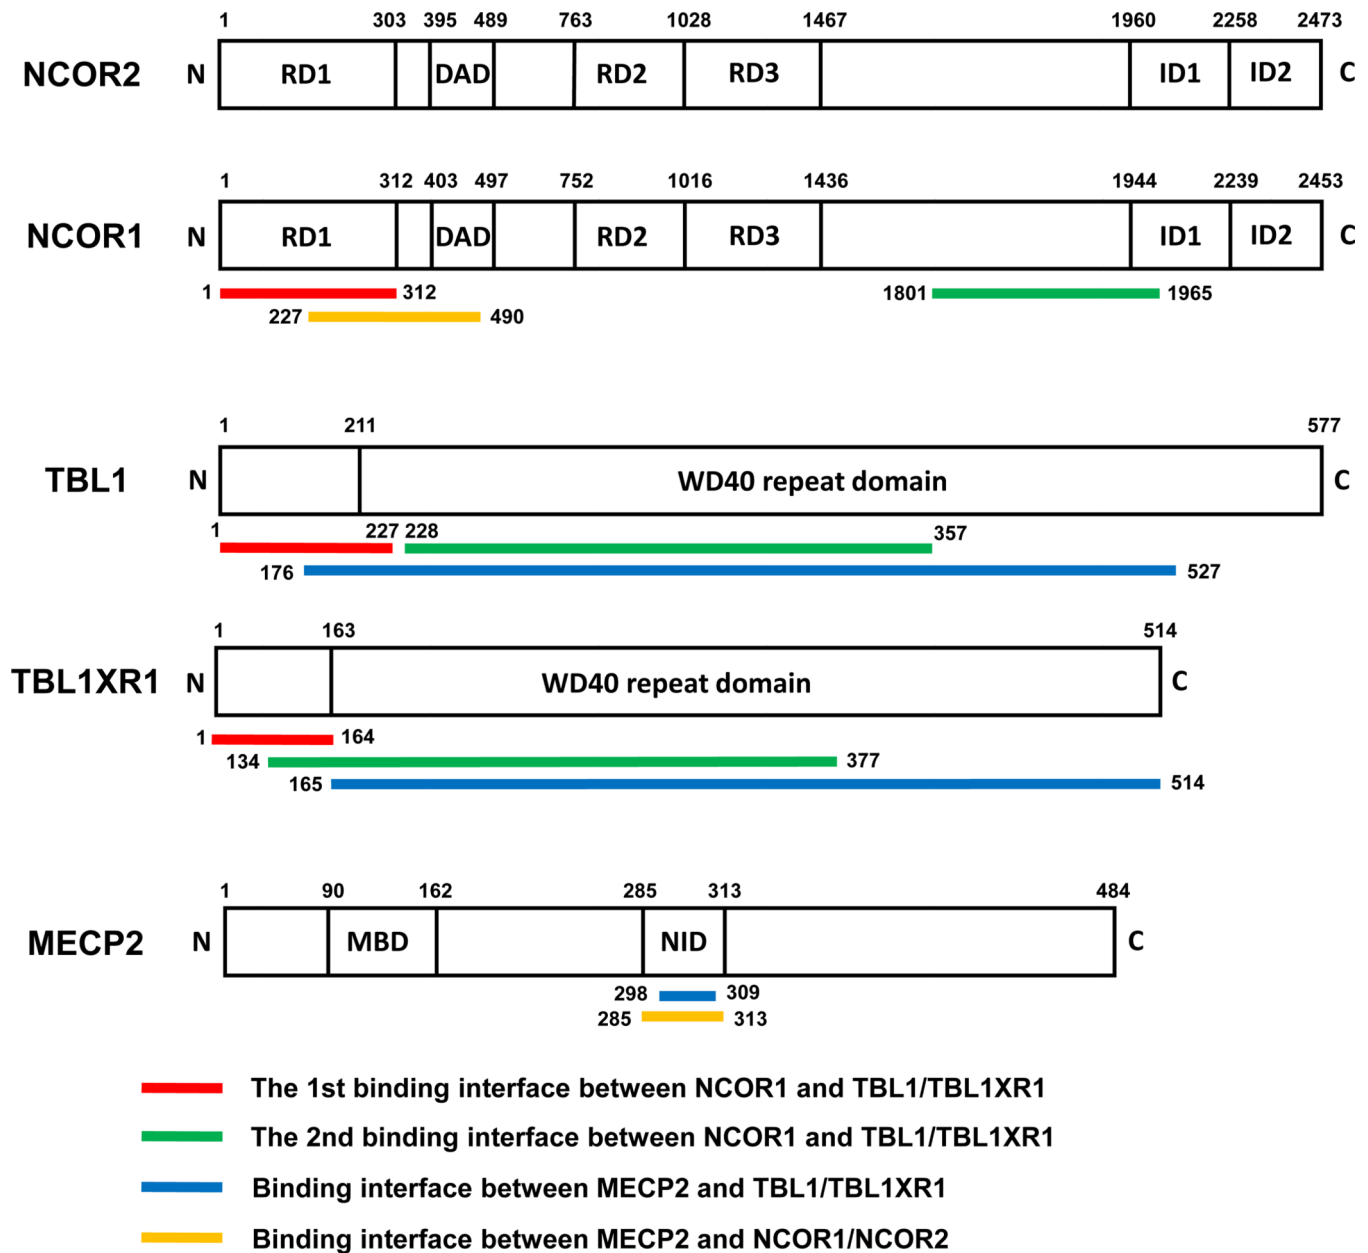 1 303 395 489 763 1028 1467 1960 2258 2473
NCOR2 N RD1 DAD RD2 RD3 ID1 ID2 C
1 312 403 497 752 1016 1436 1944 2239 2453
NCOR1 N RD1 DAD RD2 RD3 ID1 ID2 C
1 312 1801 1965
227 490
1 211 577
TBL1 N WD40 repeat domain C
1 227 228 357
176 527
1 163 514
TBL1XR1 N WD40 repeat domain C
1 164
134 377
165 514
1 90 162 285 313 484
MECP2 N MBD NID C
298 309
285 313
The 1st binding interface between NCOR1 and TBL1/TBL1XR1
The 2nd binding interface between NCOR1 and TBL1/TBL1XR1
Binding interface between MECP2 and TBL1/TBL1XR1
Binding interface between MECP2 and NCOR1/NCOR2